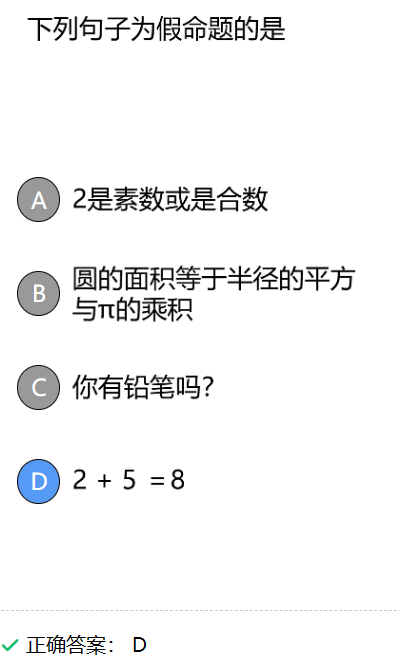 下列句子为假命题的是
A 2是素数或是合数
B 圆的面积等于半径的平方
与π的乘积
C 你有铅笔吗?
D 2 + 5 =8
正确答案: D